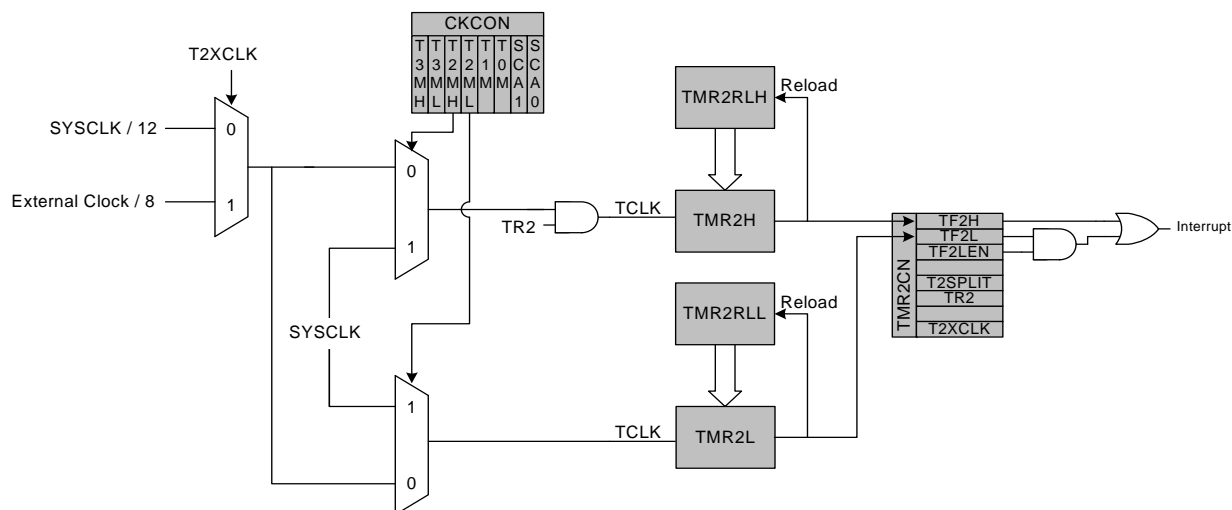 CKCON
T3MH T3ML T2MH T2ML T1M T0M SCA1 SCA0
T2XCLK
SYSCLK / 12
0
External Clock / 8
1
0
1
SYSCLK
1
0
TR2
TCLK
TMR2RLH
Reload
TMR2H
TMR2RLL
Reload
TCLK
TMR2L
TMR2CN
TF2H
TF2L
TF2LEN
T2SPLIT
TR2
T2XCLK
Interrupt